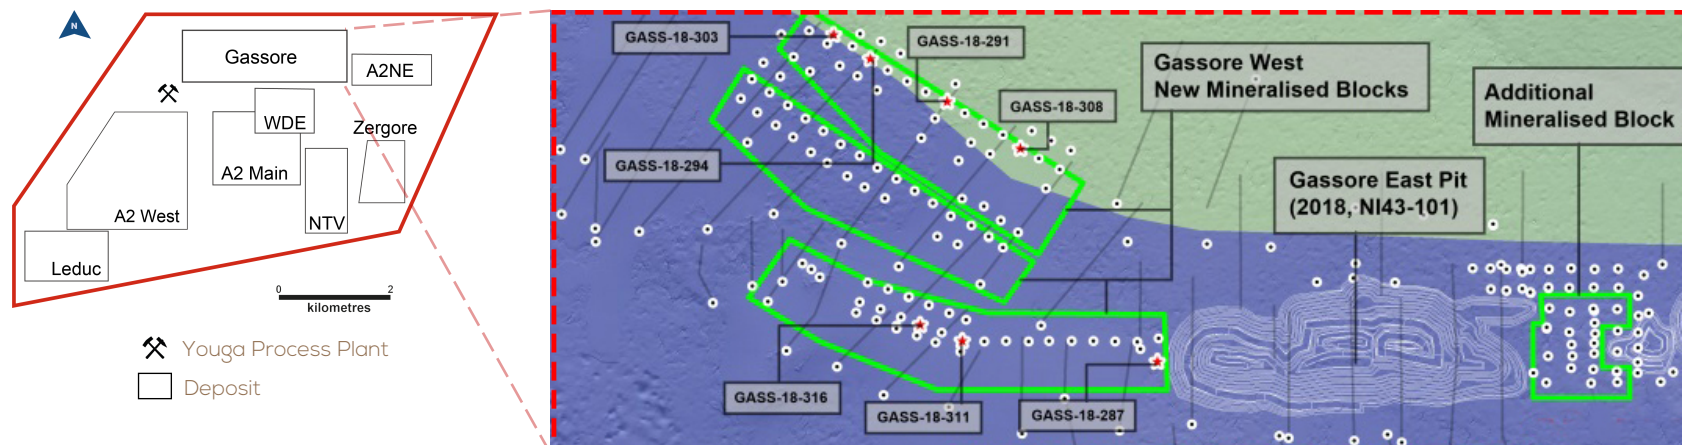 N
Gassore
A2NE
WDE
Zergore
A2 Main
A2 West
NTV
Leduc
0 2
kilometres
Youga Process Plant
Deposit
GASS-18-303
GASS-18-291
GASS-18-308
GASS-18-294
Gassore West
New Mineralised Blocks
Additional
Mineralised Block
Gassore East Pit
(2018, NI43-101)
GASS-18-316
GASS-18-311
GASS-18-287